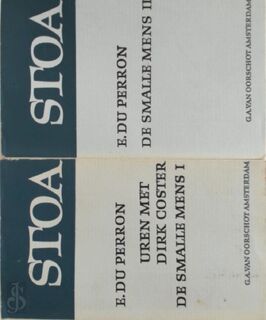 STOA
E. DU PERRON
DE SMALLE MENS II
G.A. VAN OORSCHOT AMSTERDAM
STOA
E. DU PERRON
UREN MET
DIRK COSTER
DE SMALLE MENS I
G.A. VAN OORSCHOT AMSTERDAM